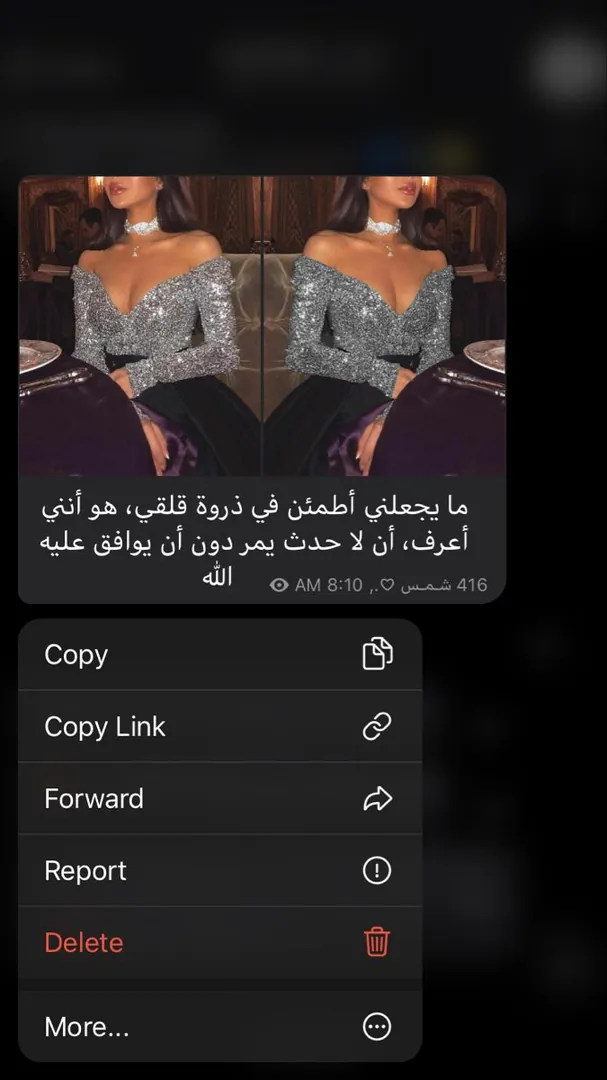 ما يجعلني أطمئن في ذروة قلقي، هو أنني
أعرف، أن لا حدث يمر دون أن يوافق عليه
الله
416 شمـس ♡., 8:10 AM
Copy
Copy Link
Forward
Report
Delete
More...